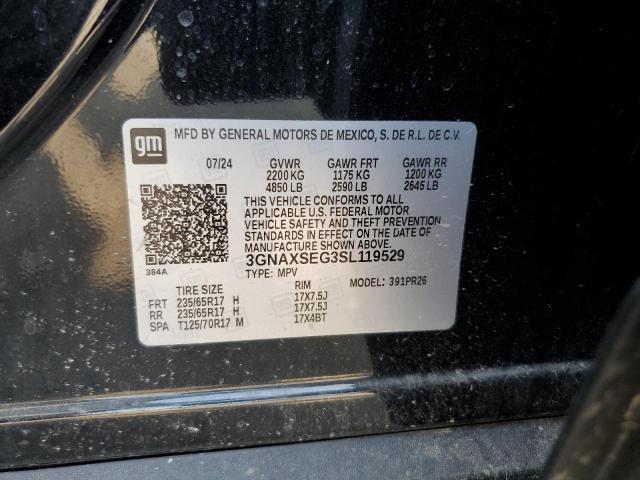 gm
MFD BY GENERAL MOTORS DE MEXICO, S. DE R.L. DE C.V.
07/24 GVWR GAWR FRT GAWR RR
2200 KG 1175 KG 1200 KG
4850 LB 2590 LB 2645 LB
THIS VEHICLE CONFORMS TO ALL
APPLICABLE U.S. FEDERAL MOTOR
VEHICLE SAFETY AND THEFT PREVENTION
STANDARDS IN EFFECT ON THE DATE OF
MANUFACTURE SHOWN ABOVE.
3GNAXSEG3SL119529
384A
TYPE: MPV MODEL: 391PR26
TIRE SIZE RIM
FRT 235/65R17 H 17X7.5J
RR 235/65R17 H 17X7.5J
SPA T125/70R17 M 17X4BT